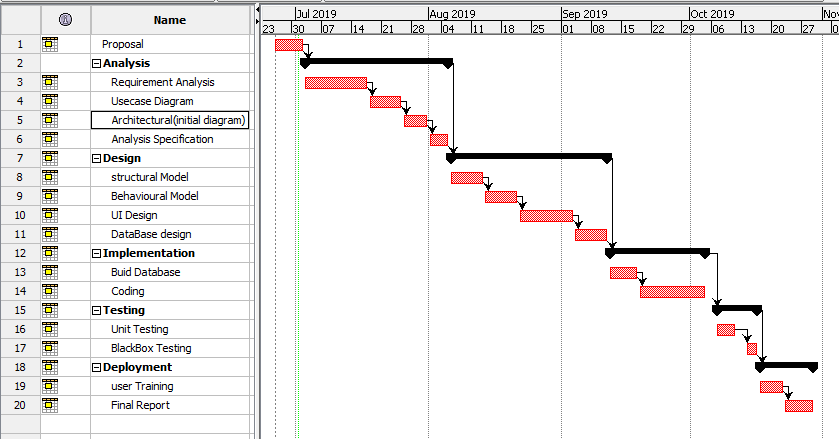 Name
Jul 2019 Aug 2019 Sep 2019 Oct 2019 Nov
23 30 07 14 21 28 04 11 18 25 01 08 15 22 29 06 13 20 27
1 Proposal
2 Analysis
3 Requirement Analysis
4 Usecase Diagram
5 Architectural(initial diagram)
6 Analysis Specification
7 Design
8 structural Model
9 Behavioural Model
10 UI Design
11 DataBase design
12 Implementation
13 Buid Database
14 Coding
15 Testing
16 Unit Testing
17 BlackBox Testing
18 Deployment
19 user Training
20 Final Report